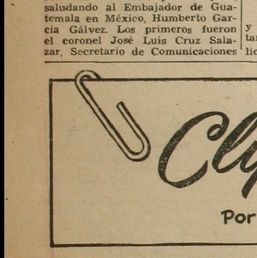 saludando al Embajador de Gua-
temala en México, Humberto Gar-
cía Gálvez. Los primeros fueron
el coronel José Luis Cruz Sala-
zar, Secretario de Comunicaciones
y
Por